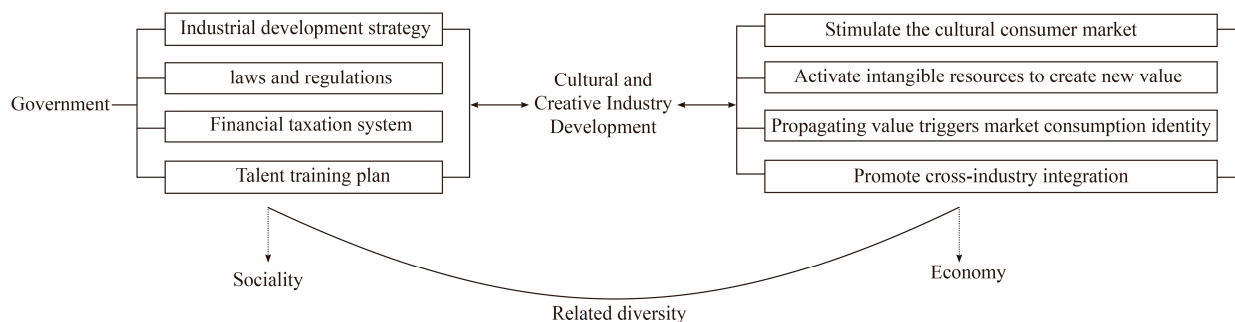 Government
Industrial development strategy
laws and regulations
Financial taxation system
Talent training plan
Cultural and
Creative Industry
Development
Stimulate the cultural consumer market
Activate intangible resources to create new value
Propagating value triggers market consumption identity
Promote cross-industry integration
Sociality
Economy
Related diversity